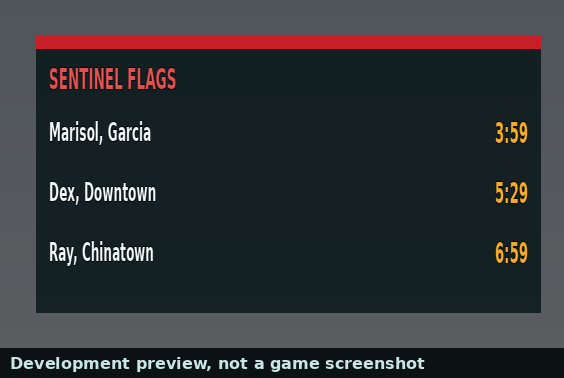 SENTINEL FLAGS
Marisol, Garcia 3:59
Dex, Downtown 5:29
Ray, Chinatown 6:59
Development preview, not a game screenshot